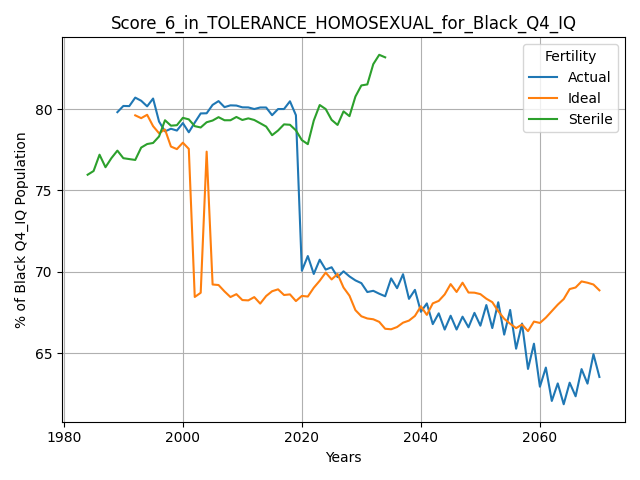 Score_6_in_TOLERANCE_HOMOSEXUAL_for_Black_Q4_IQ
Fertility
Actual
Ideal
Sterile
% of Black Q4_IQ Population
80
75
70
65
1980
2000
2020
2040
2060
Years